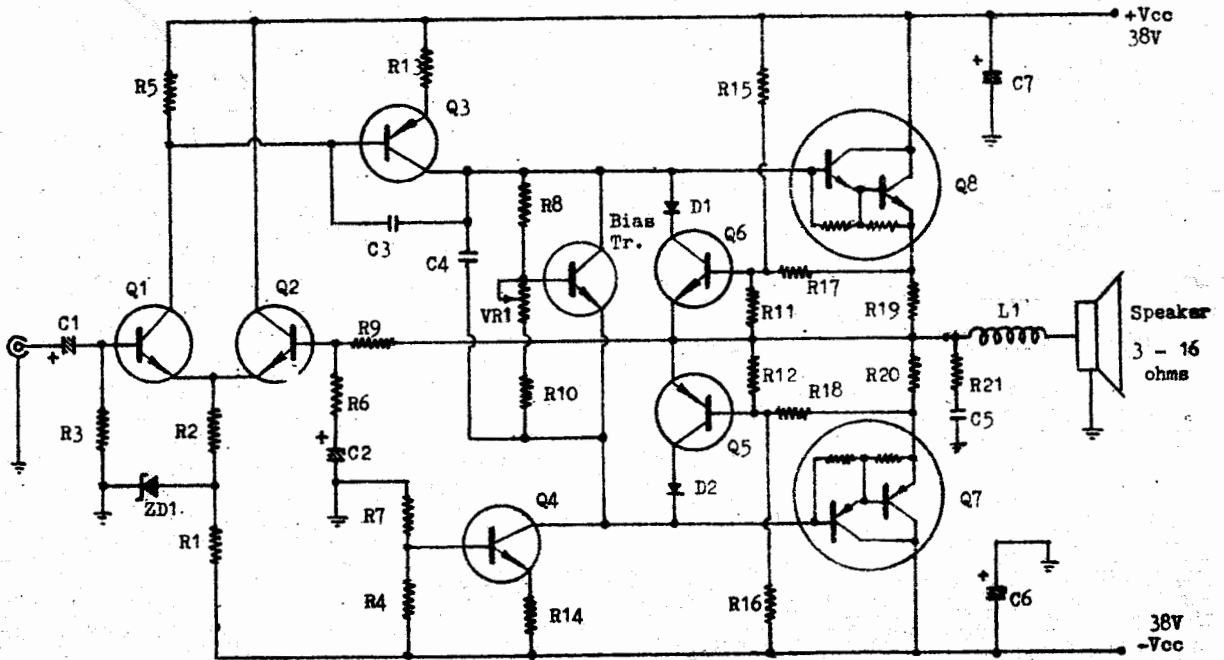 +Vcc
38V
R13
R5
R15
+
C7
Q3
Q8
R8
D1
Bias
Tr.
Q6
C3
C4
R17
Q1
Q2
VR1
R11
R19
L1
Speaker
3 - 16
ohms
C1
+
R9
R12
R18
R20
R21
R6
R10
C5
R3
R2
+
C2
Q5
ZD1
Q4
D2
Q7
R7
R1
+
C6
R4
R14
R16
38V
-Vcc